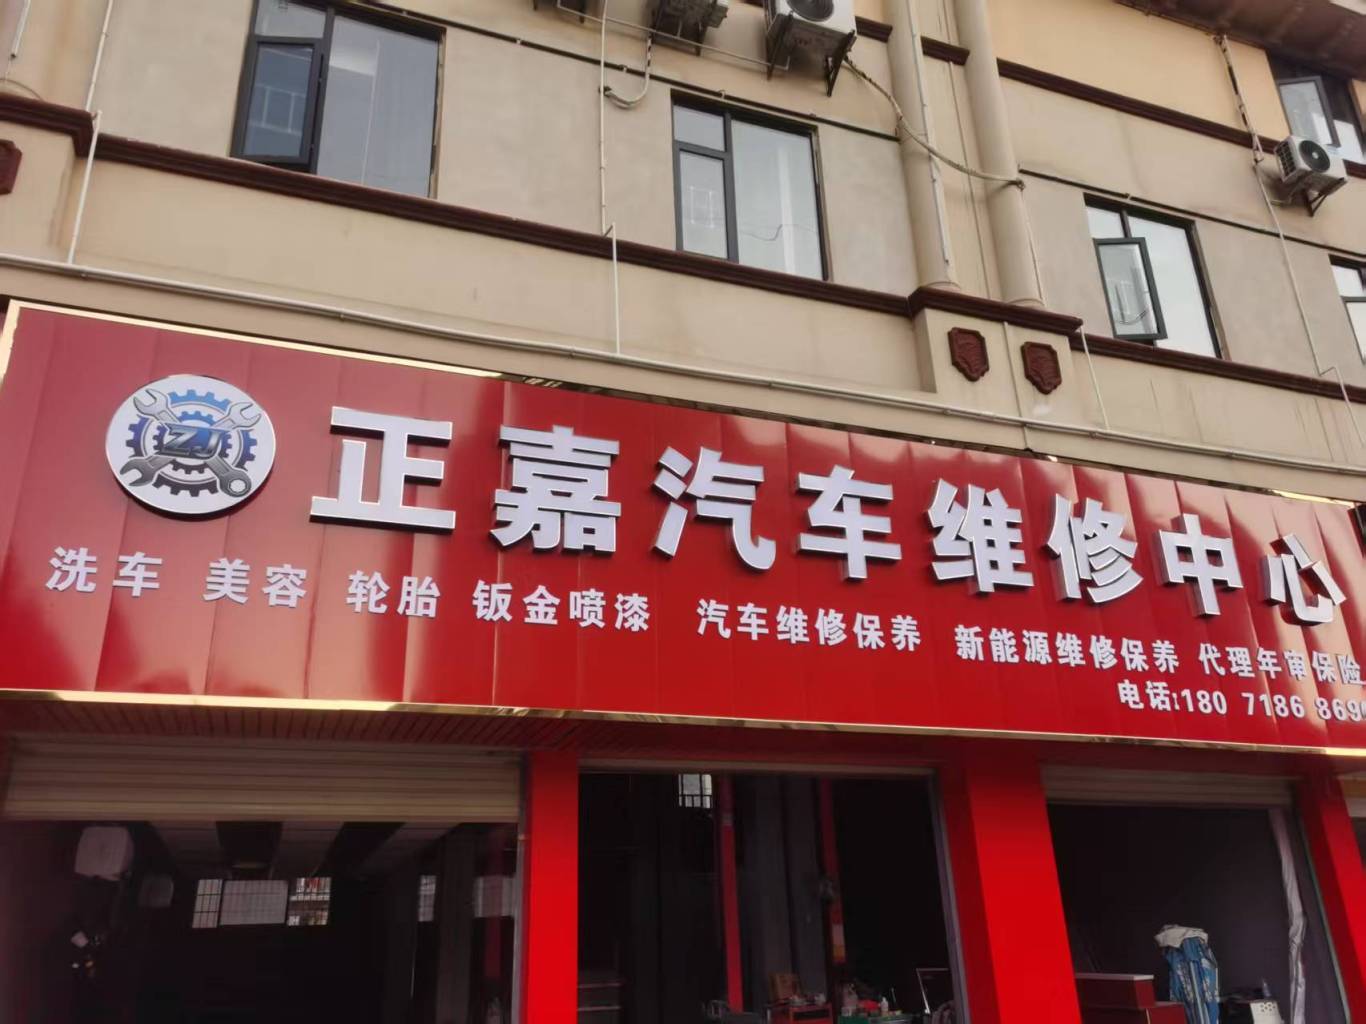 ZJ
正嘉汽车维修中心
洗车 美容 轮胎 钣金喷漆 汽车维修保养 新能源维修保养 代理年审保险
电话:180 7186 869